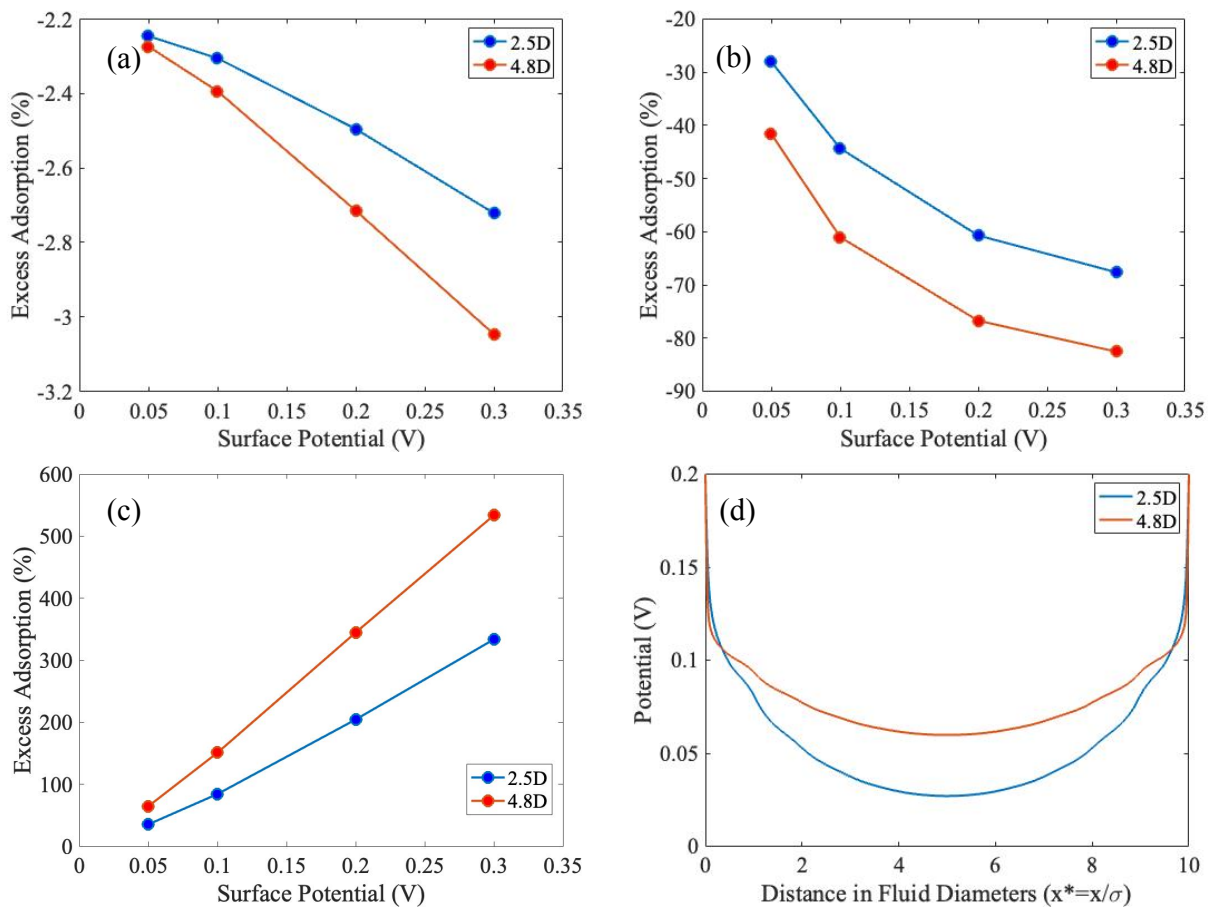 (a)
2.5D
4.8D
-2.2
-2.4
-2.6
-2.8
-3
-3.2
0
0.05
0.1
0.15
0.2
0.25
0.3
0.35
Excess Adsorption (%)
Surface Potential (V)
(b)
2.5D
4.8D
-20
-30
-40
-50
-60
-70
-80
-90
0
0.05
0.1
0.15
0.2
0.25
0.3
0.35
Excess Adsorption (%)
Surface Potential (V)
(c)
2.5D
4.8D
600
500
400
300
200
100
0
0
0.05
0.1
0.15
0.2
0.25
0.3
0.35
Excess Adsorption (%)
Surface Potential (V)
(d)
2.5D
4.8D
0.2
0.15
0.1
0.05
0
0
2
4
6
8
10
Potential (V)
Distance in Fluid Diameters (x*=x/σ)